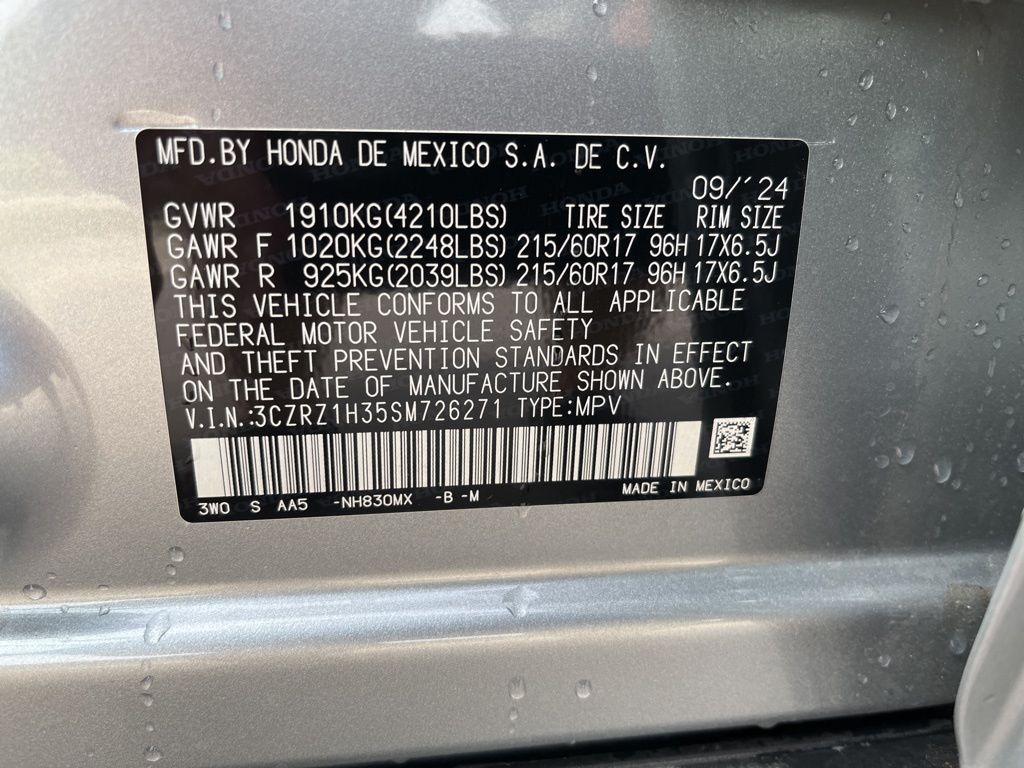 MFD.BY HONDA DE MEXICO S.A. DE C.V.
09/´24
GVWR 1910KG(4210LBS) TIRE SIZE RIM SIZE
GAWR F 1020KG(2248LBS) 215/60R17 96H 17X6.5J
GAWR R 925KG(2039LBS) 215/60R17 96H 17X6.5J
THIS VEHICLE CONFORMS TO ALL APPLICABLE
FEDERAL MOTOR VEHICLE SAFETY
AND THEFT PREVENTION STANDARDS IN EFFECT
ON THE DATE OF MANUFACTURE SHOWN ABOVE.
V.I.N.:3CZRZ1H35SM726271 TYPE:MPV
3W0 S AA5 -NH830MX -B -M MADE IN MEXICO